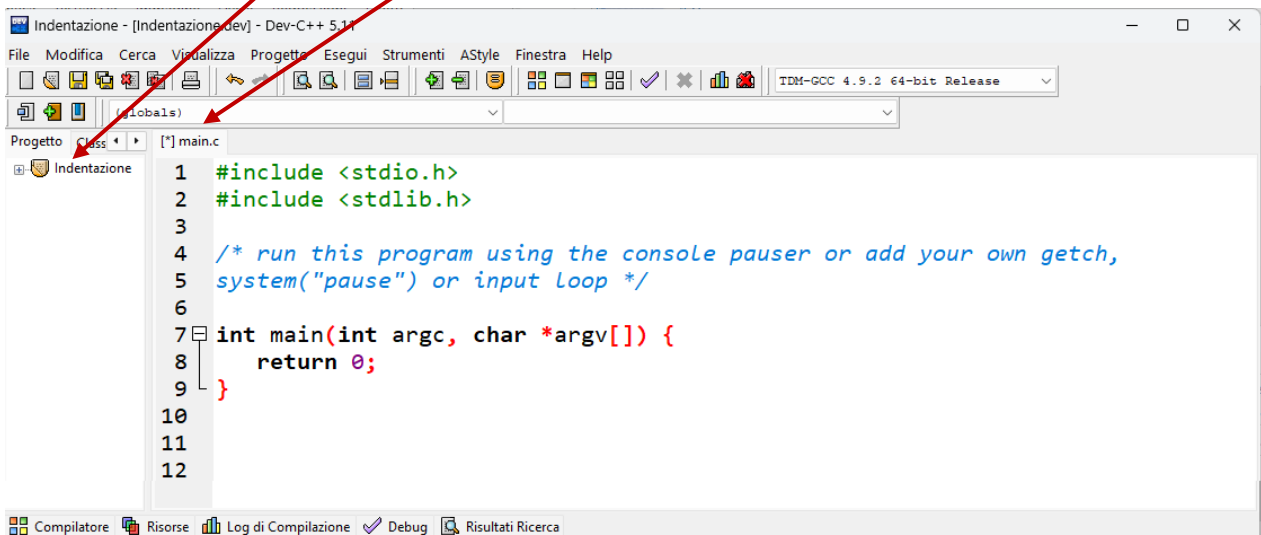 Indentazione - [Indentazione.dev] - Dev-C++ 5.11
File Modifica Cerca Visualizza Progetto Esegui Strumenti AStyle Finestra Help
TDM-GCC 4.9.2 64-bit Release
(globals)
Progetto Class [*] main.c
Indentazione
1 #include <stdio.h>
2 #include <stdlib.h>
3
4 /* run this program using the console pauser or add your own getch,
5 system("pause") or input loop */
6
7 int main(int argc, char *argv[]) {
8 return 0;
9 }
10
11
12
Compilatore Risorse Log di Compilazione Debug Risultati Ricerca